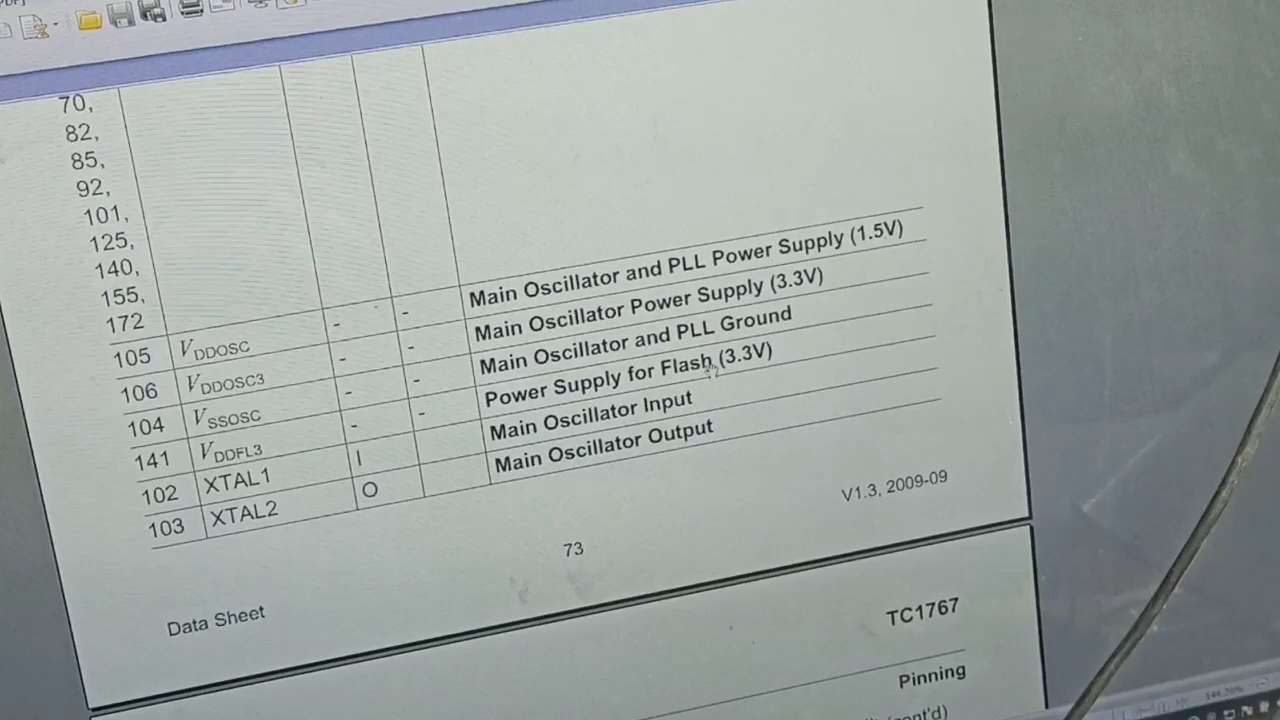 70,
82,
85,
92,
101,
125,
140,
155,
172
105 VDDOSC - - Main Oscillator and PLL Power Supply (1.5V)
106 VDDOSC3 - - Main Oscillator Power Supply (3.3V)
104 VSSOSC - - Main Oscillator and PLL Ground
141 VDDFL3 - - Power Supply for Flash (3.3V)
102 XTAL1 I Main Oscillator Input
103 XTAL2 O Main Oscillator Output
Data Sheet 73 V1.3, 2009-09
TC1767
Pinning